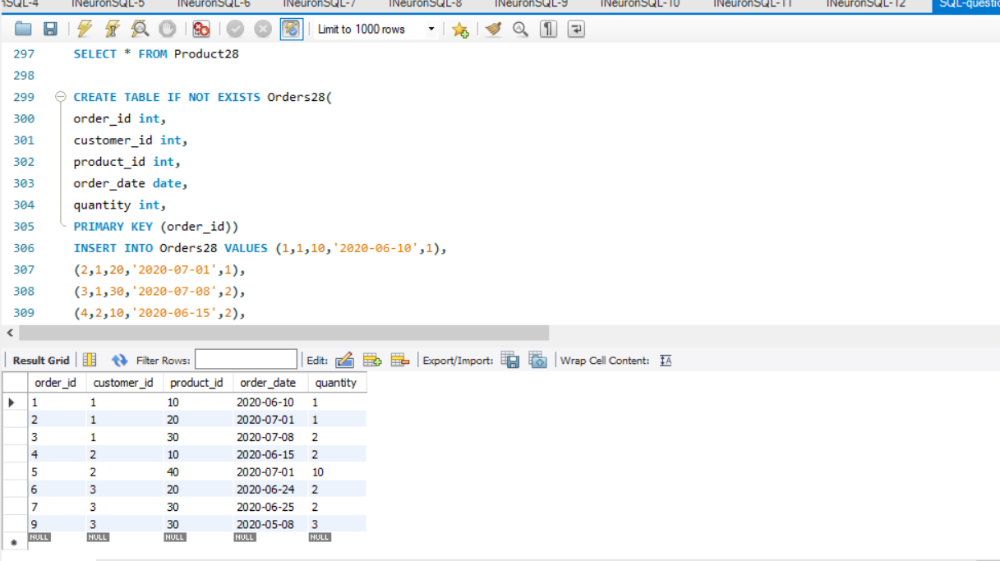 nSQL-4 INeuronSQL-5 INeuronSQL-6 INeuronSQL-7 INeuronSQL-8 INeuronSQL-9 INeuronSQL-10 INeuronSQL-11 INeuronSQL-12 SQL-questio
Limit to 1000 rows
297 SELECT * FROM Product28
298
299 CREATE TABLE IF NOT EXISTS Orders28(
300 order_id int,
301 customer_id int,
302 product_id int,
303 order_date date,
304 quantity int,
305 PRIMARY KEY (order_id))
306 INSERT INTO Orders28 VALUES (1,1,10,'2020-06-10',1),
307 (2,1,20,'2020-07-01',1),
308 (3,1,30,'2020-07-08',2),
309 (4,2,10,'2020-06-15',2),
Result Grid Filter Rows: Edit: Export/Import: Wrap Cell Content: IA
order_id customer_id product_id order_date quantity
1 1 10 2020-06-10 1
2 1 20 2020-07-01 1
3 1 30 2020-07-08 2
4 2 10 2020-06-15 2
5 2 40 2020-07-01 10
6 3 20 2020-06-24 2
7 3 30 2020-06-25 2
9 3 30 2020-05-08 3
NULL NULL NULL NULL NULL